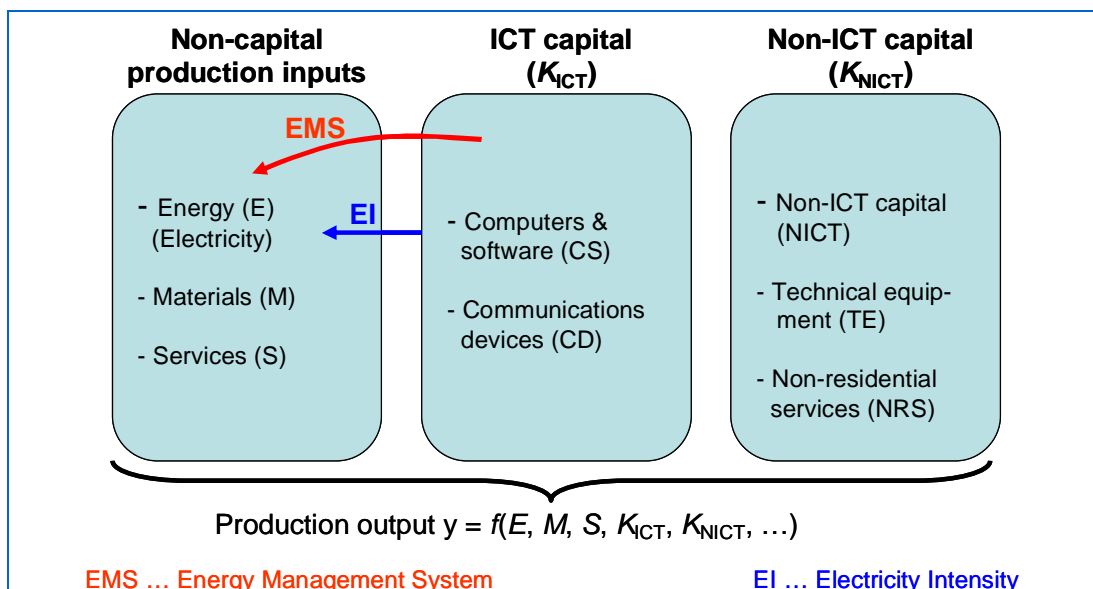 Non-capital
production inputs
ICT capital
(KICT)
Non-ICT capital
(KNICT)
EMS
- Energy (E)
(Electricity)
EI
- Materials (M)
- Services (S)
- Computers &
software (CS)
- Communications
devices (CD)
- Non-ICT capital
(NICT)
- Technical equip-
ment (TE)
- Non-residential
services (NRS)
Production output y = f(E, M, S, KICT, KNICT, …)
EMS … Energy Management System
EI … Electricity Intensity